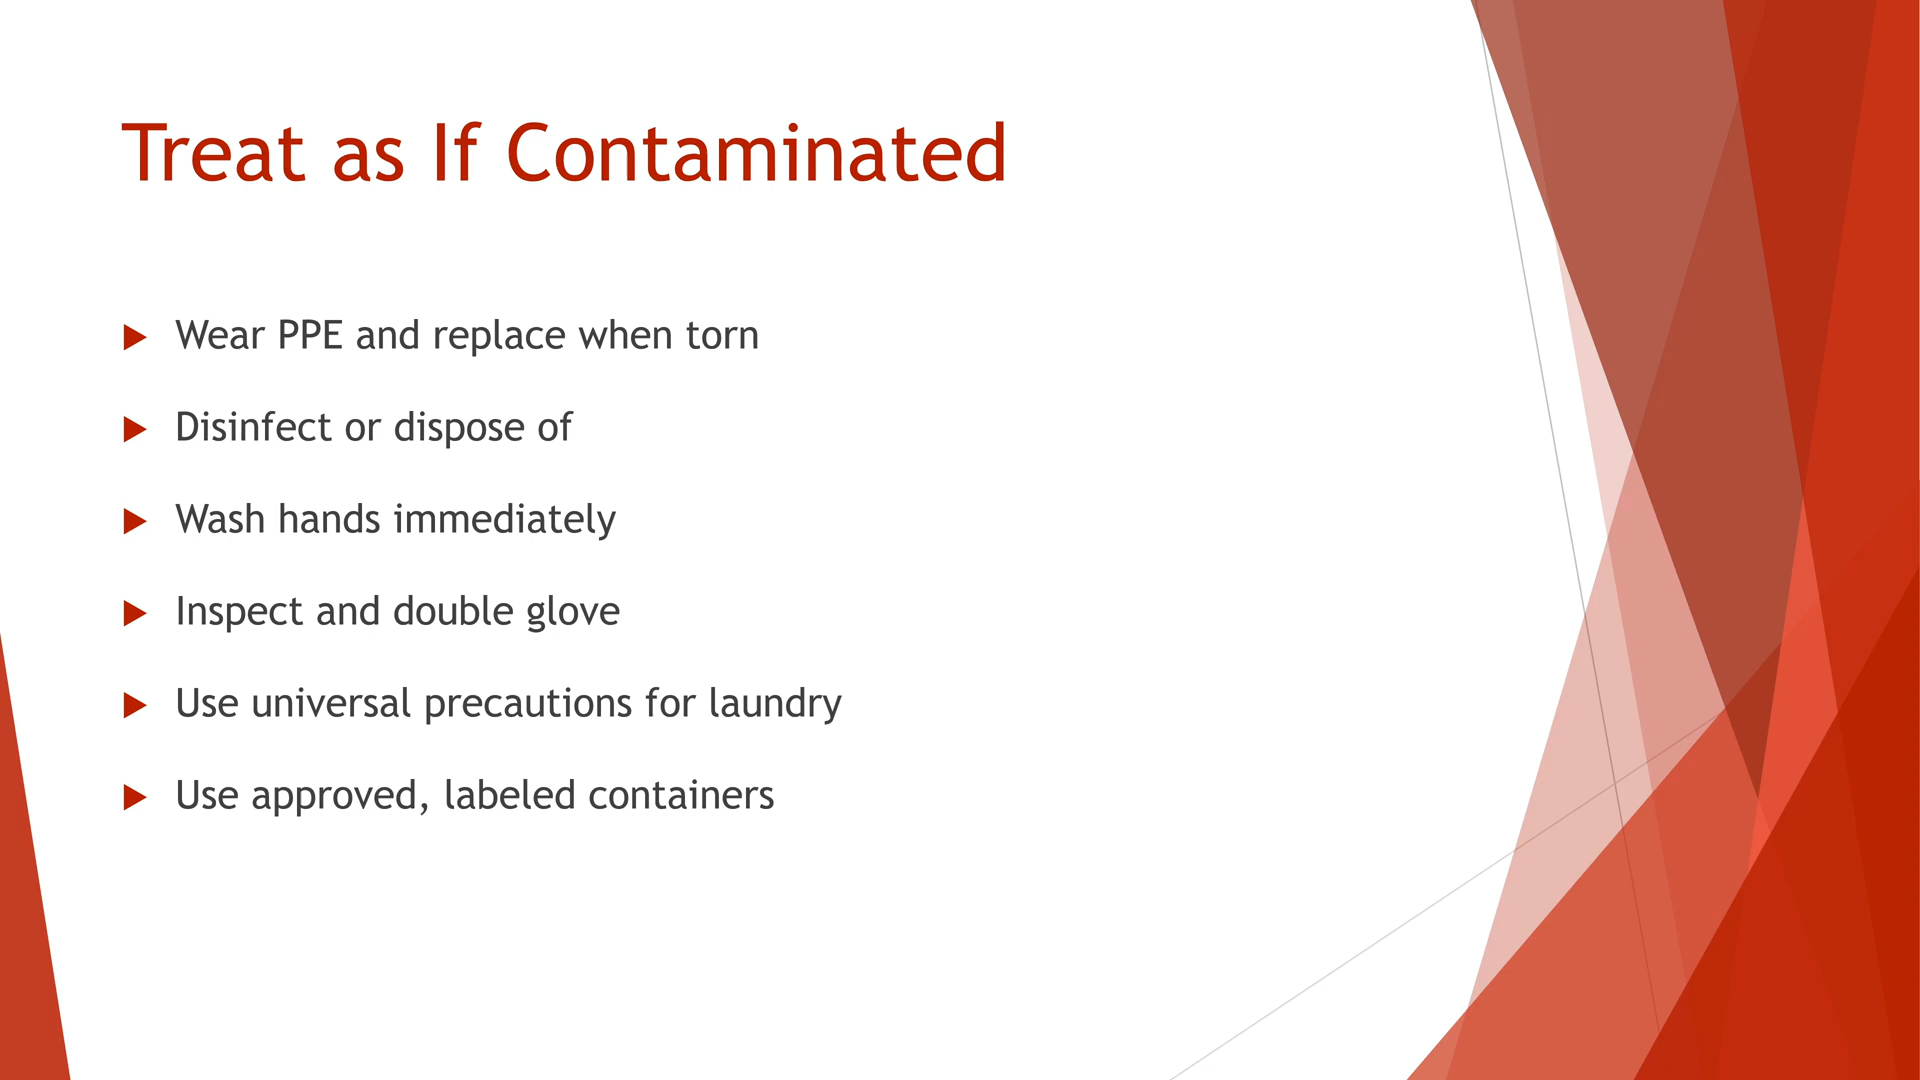 Treat as If Contaminated
Wear PPE and replace when torn
Disinfect or dispose of
Wash hands immediately
Inspect and double glove
Use universal precautions for laundry
Use approved, labeled containers